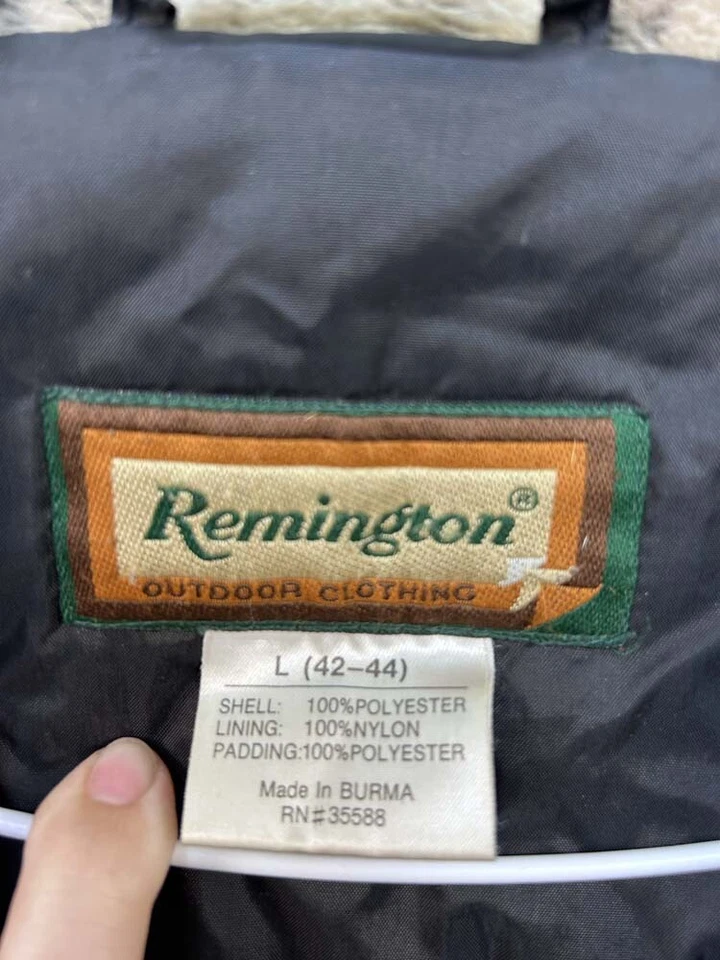 Remington®
OUTDOOR CLOTHING
L (42-44)
SHELL: 100%POLYESTER
LINING: 100%NYLON
PADDING:100%POLYESTER
Made In BURMA
RN#35588